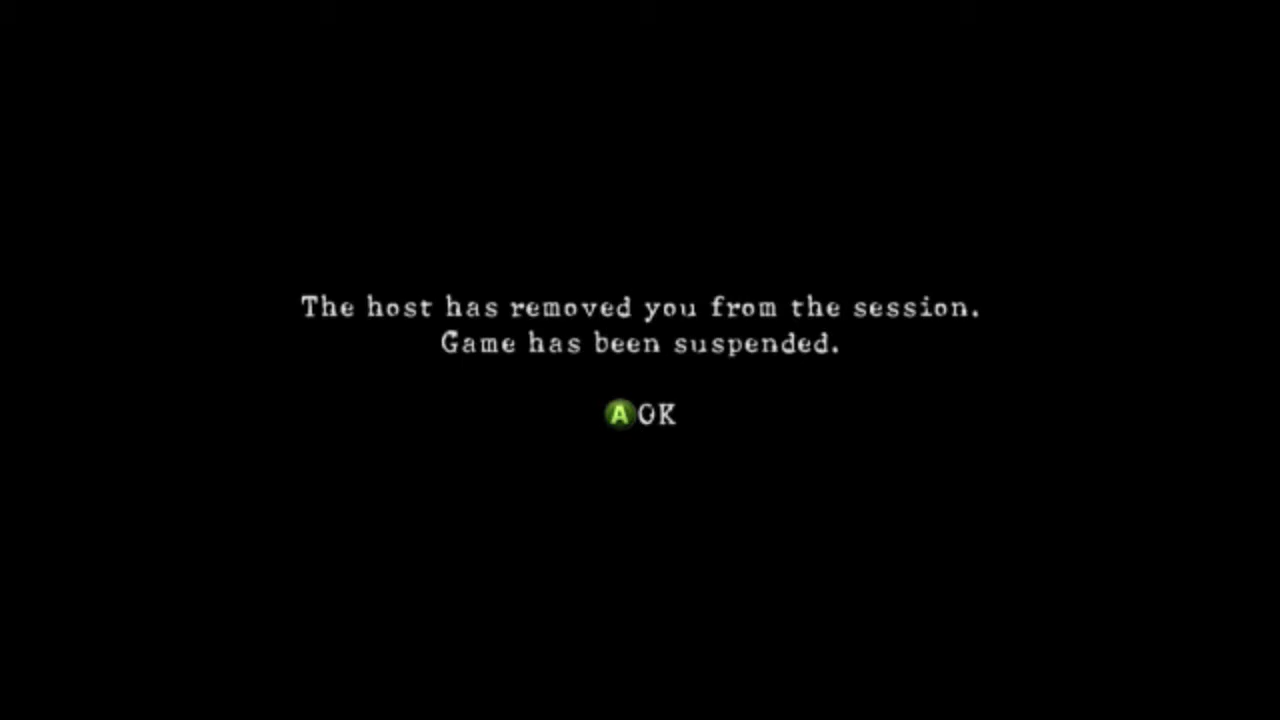 The host has removed you from the session.
Game has been suspended.
A OK